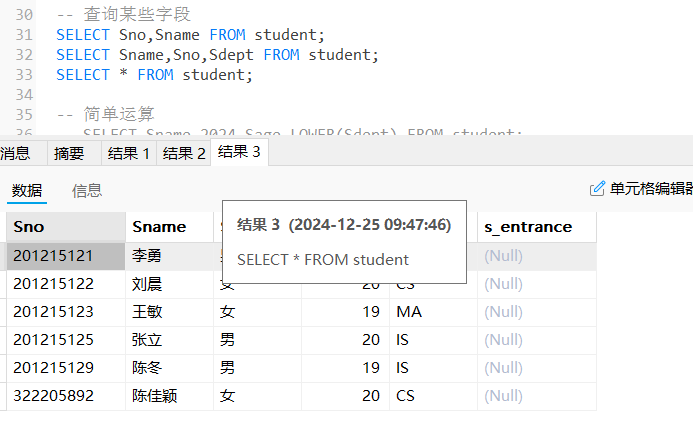 30 -- 查询某些字段
31 SELECT Sno,Sname FROM student;
32 SELECT Sname,Sno,Sdept FROM student;
33 SELECT * FROM student;
34
35 -- 简单运算
36 SELECT Sname,2024-Sage,LOWER(Sdept) FROM student;
消息 摘要 结果 1 结果 2 结果 3
数据 信息 单元格编辑器
Sno Sname s_entrance
结果 3 (2024-12-25 09:47:46)
SELECT * FROM student
201215121 李勇 (Null)
201215122 刘晨 女 20 CS (Null)
201215123 王敏 女 19 MA (Null)
201215125 张立 男 20 IS (Null)
201215129 陈冬 男 19 IS (Null)
322205892 陈佳颖 女 20 CS (Null)